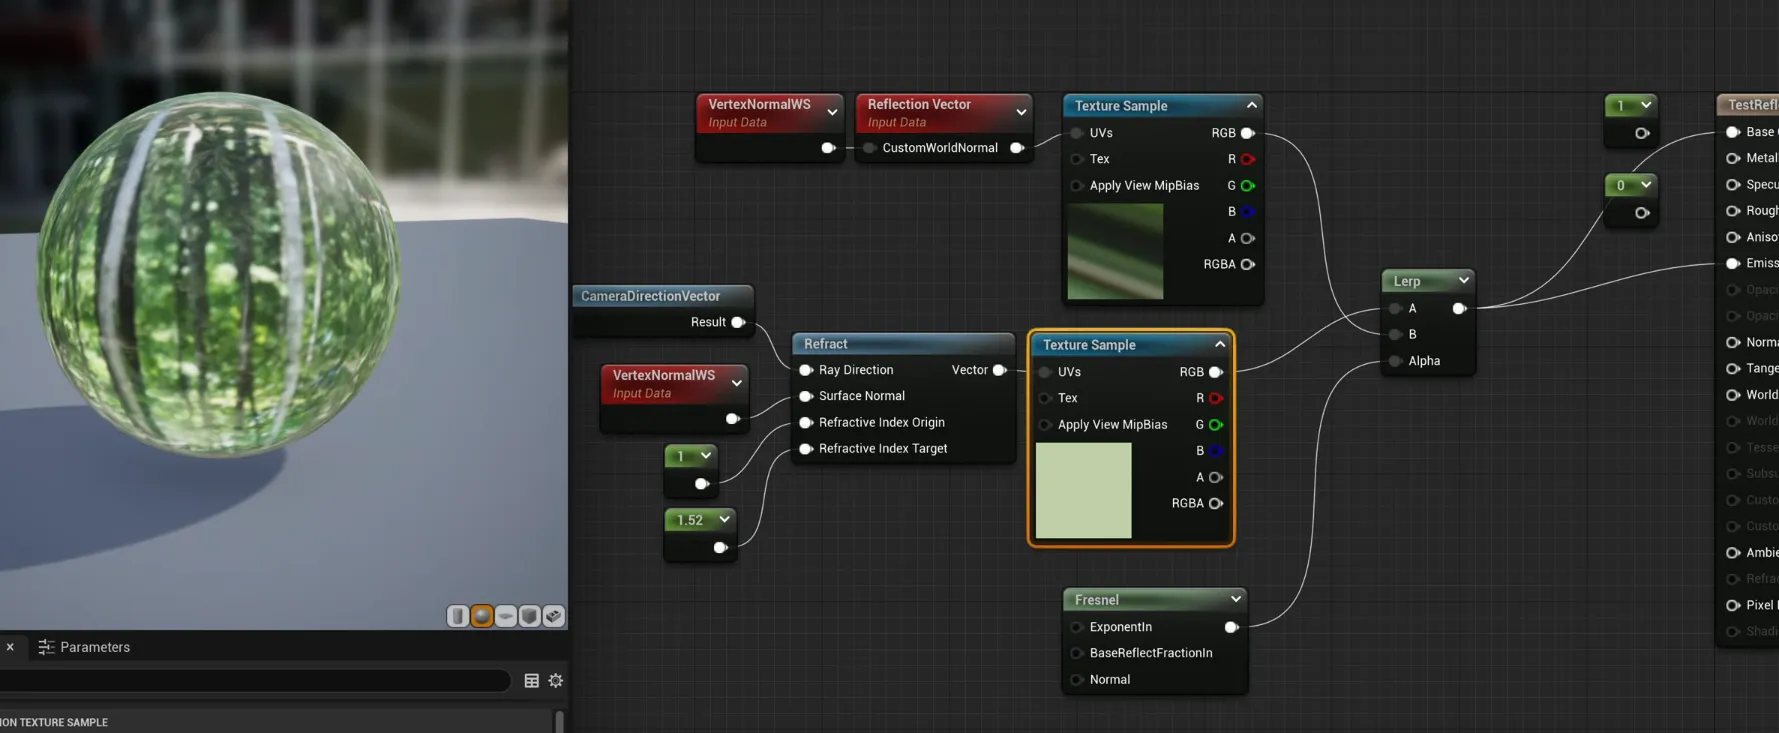 VertexNormalWS
Input Data
Reflection Vector
Input Data
CustomWorldNormal
Texture Sample
UVs
RGB
Tex
R
Apply View MipBias
G
B
A
RGBA
1
0
CameraDirectionVector
Result
VertexNormalWS
Input Data
1
1.52
Refract
Ray Direction
Vector
Surface Normal
Refractive Index Origin
Refractive Index Target
Texture Sample
UVs
RGB
Tex
R
Apply View MipBias
G
B
A
RGBA
Fresnel
ExponentIn
BaseReflectFractionIn
Normal
Lerp
A
B
Alpha
TestRefl
Base
Metal
Specu
Rough
Aniso
Emiss
Opaci
Opaci
Norma
Tange
World
World
Tesse
Subsu
Custo
Custo
Ambie
Refra
Pixel
Shadi
Parameters
ION TEXTURE SAMPLE